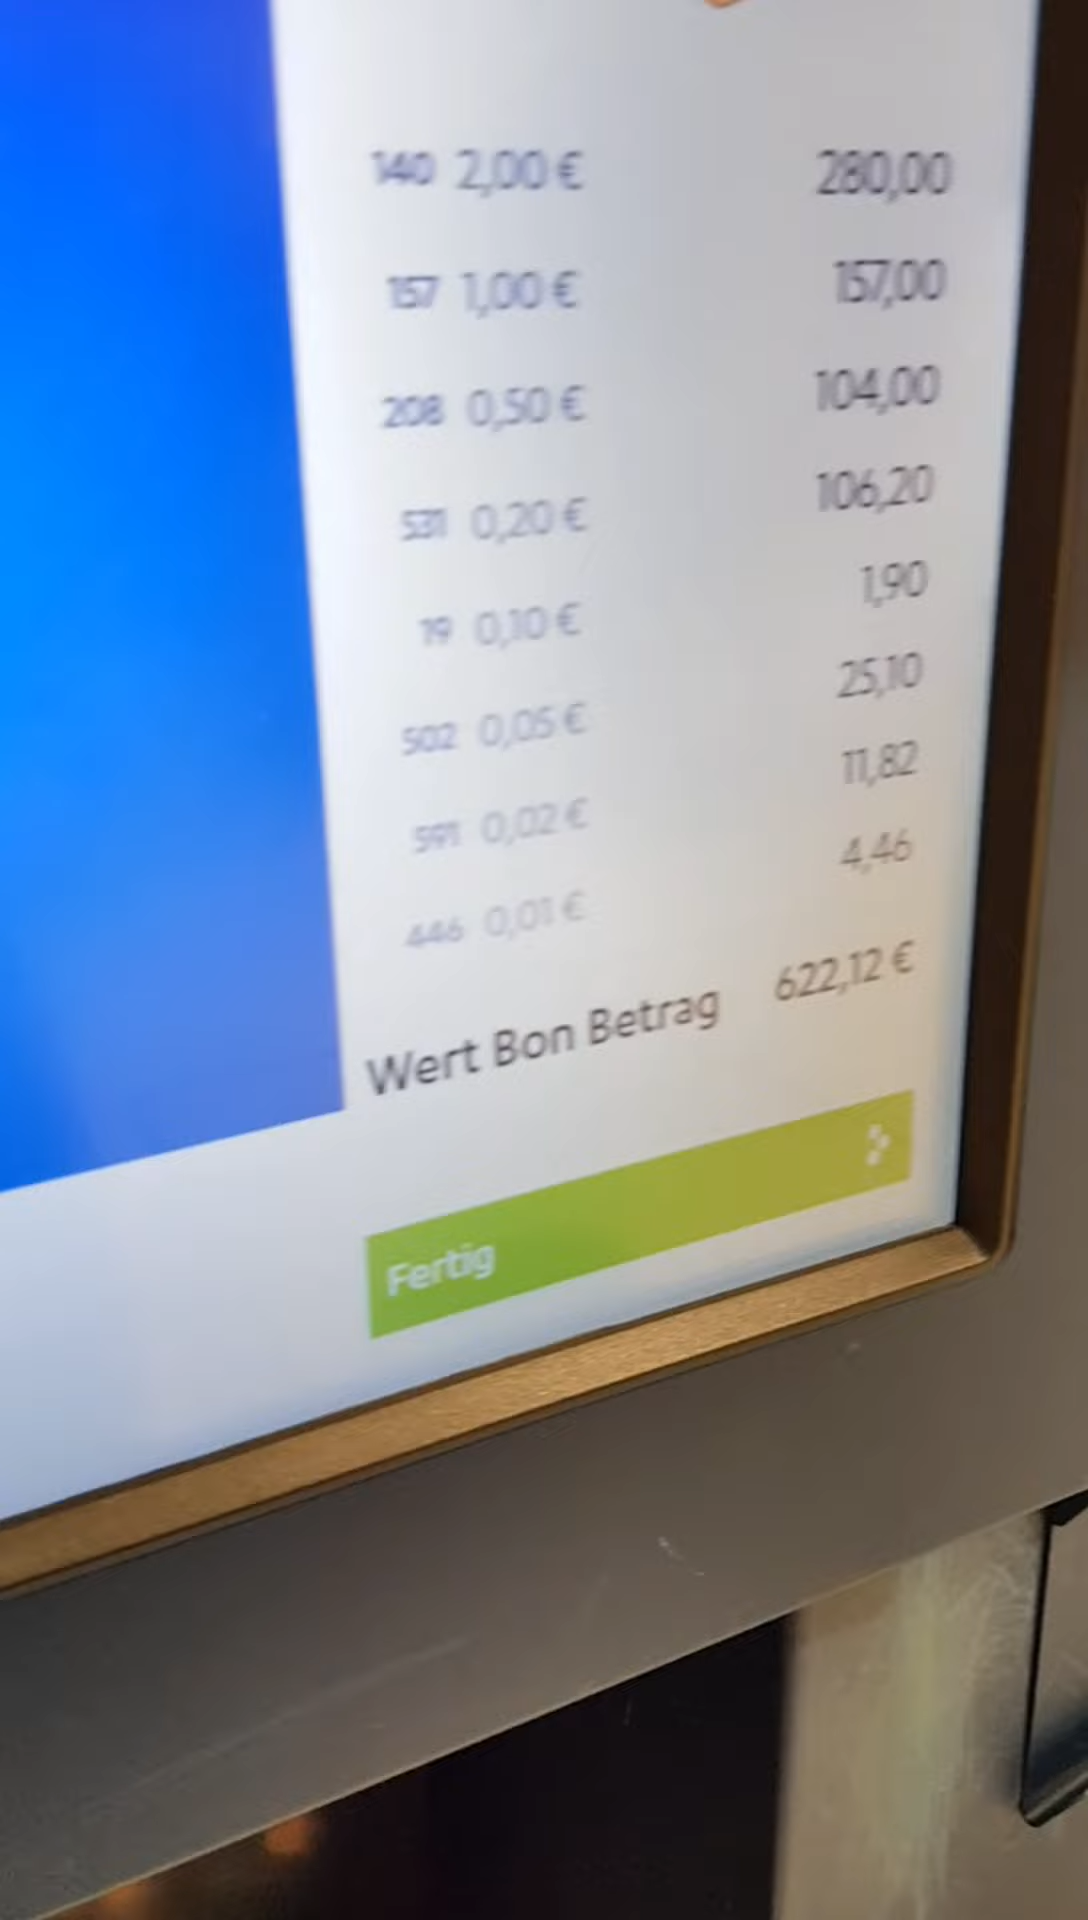 140 2,00 € 280,00
157 1,00 € 157,00
208 0,50 € 104,00
531 0,20 € 106,20
19 0,10 € 1,90
502 0,05 € 25,10
591 0,02 € 11,82
446 0,01 € 4,46
Wert Bon Betrag 622,12 €
Fertig